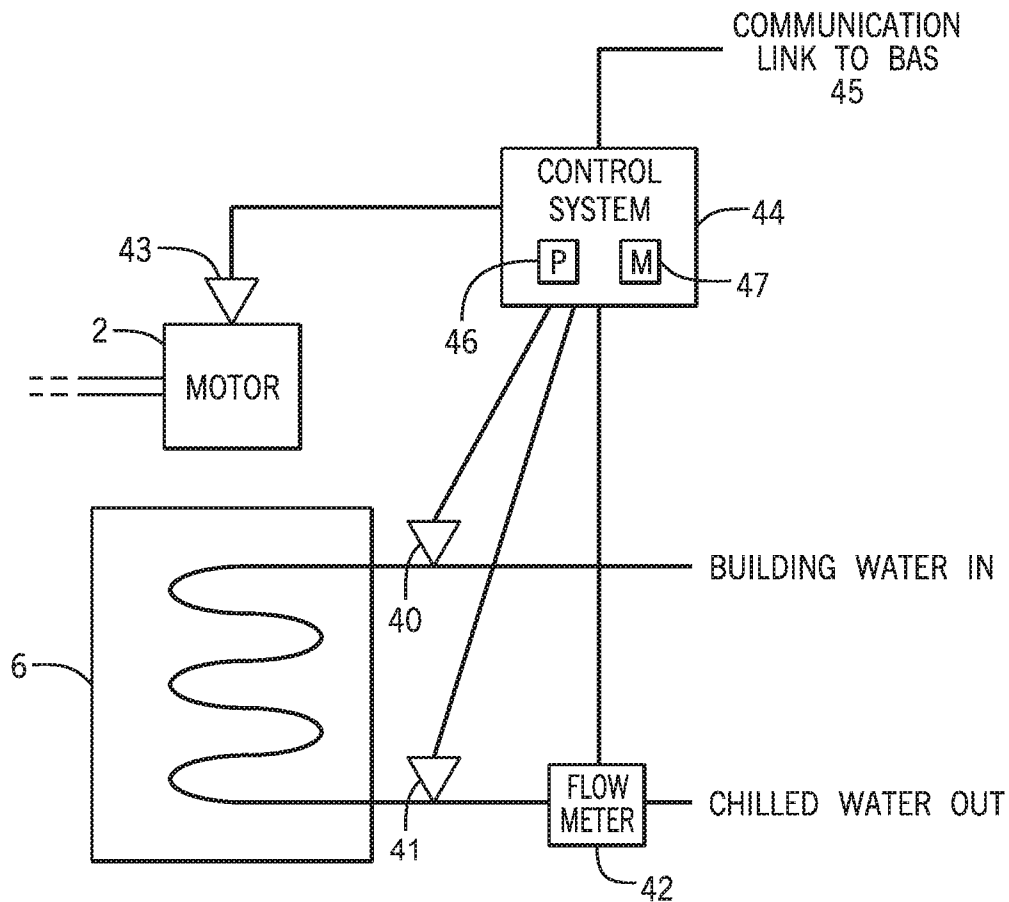 COMMUNICATION
LINK TO BAS
45
CONTROL
SYSTEM
44
P
M
43
46
47
2
MOTOR
BUILDING WATER IN
40
6
FLOW
METER
CHILLED WATER OUT
41
42